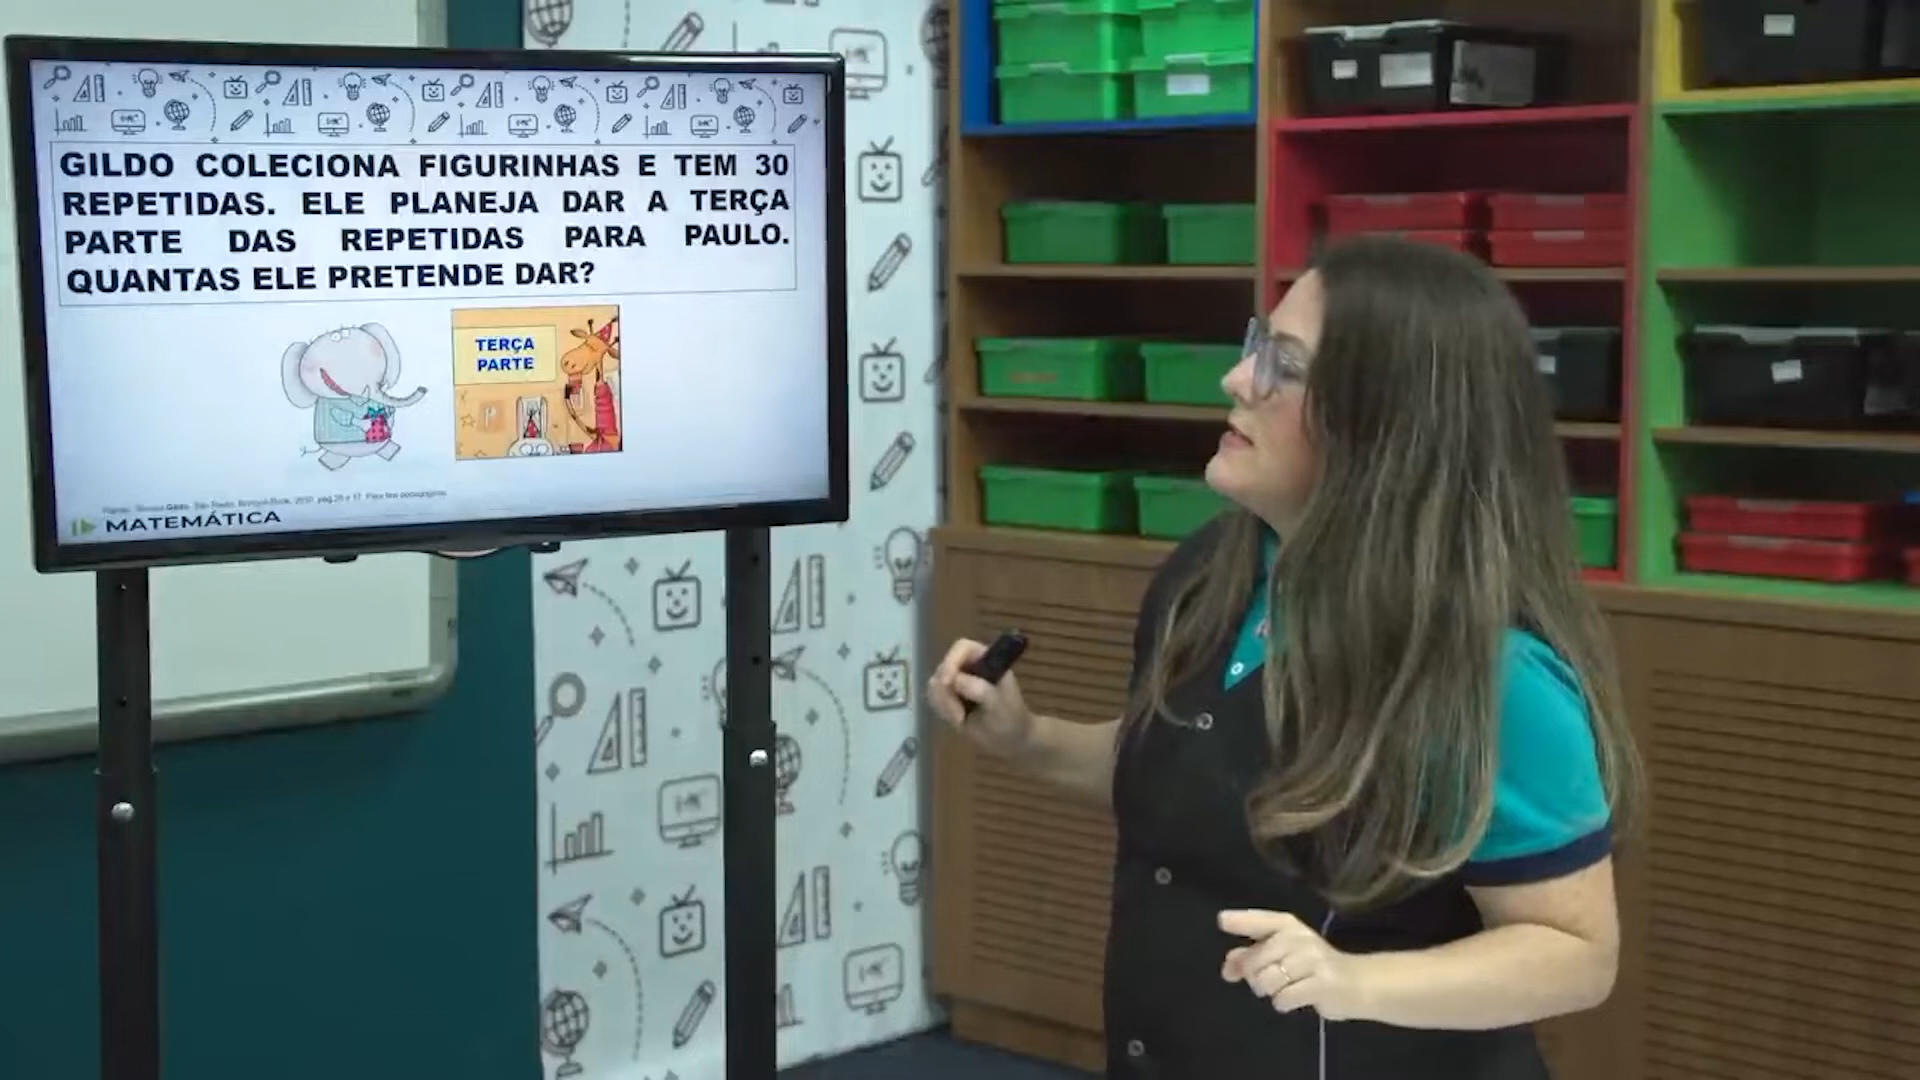 GILDO COLECIONA FIGURINHAS E TEM 30
REPETIDAS. ELE PLANEJA DAR A TERÇA
PARTE DAS REPETIDAS PARA PAULO.
QUANTAS ELE PRETENDE DAR?
TERÇA
PARTE
MATEMÁTICA